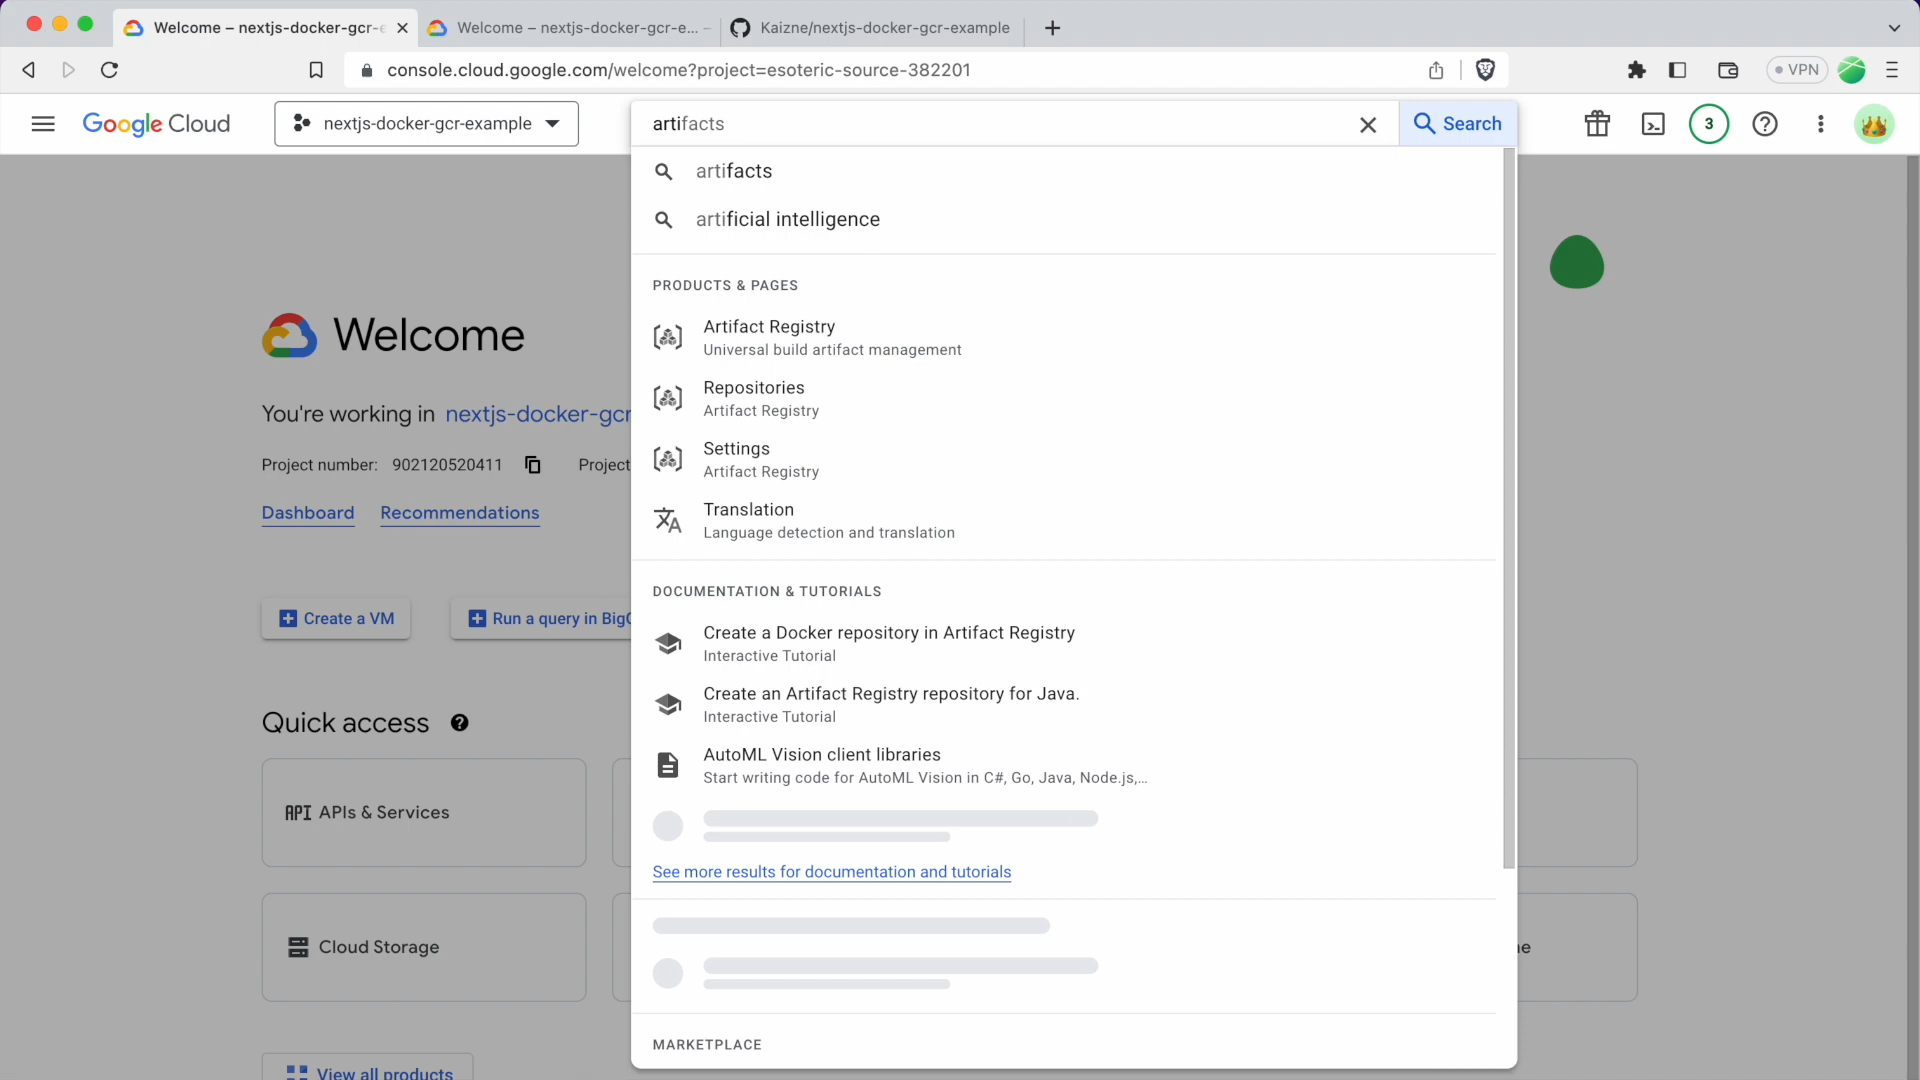 Welcome – nextjs-docker-gcr-e
Welcome – nextjs-docker-gcr-e...
Kaizne/nextjs-docker-gcr-example
console.cloud.google.com/welcome?project=esoteric-source-382201
VPN
Google Cloud
nextjs-docker-gcr-example
artifacts
Search
3
artifacts
artificial intelligence
PRODUCTS & PAGES
Artifact Registry
Universal build artifact management
Repositories
Artifact Registry
Settings
Artifact Registry
Translation
Language detection and translation
DOCUMENTATION & TUTORIALS
Create a Docker repository in Artifact Registry
Interactive Tutorial
Create an Artifact Registry repository for Java.
Interactive Tutorial
AutoML Vision client libraries
Start writing code for AutoML Vision in C#, Go, Java, Node.js,...
See more results for documentation and tutorials
MARKETPLACE
Welcome
You're working in nextjs-docker-gcr
Project number: 902120520411 Project
Dashboard Recommendations
Create a VM
Run a query in Big
Quick access
API APIs & Services
Cloud Storage
ne
View all products